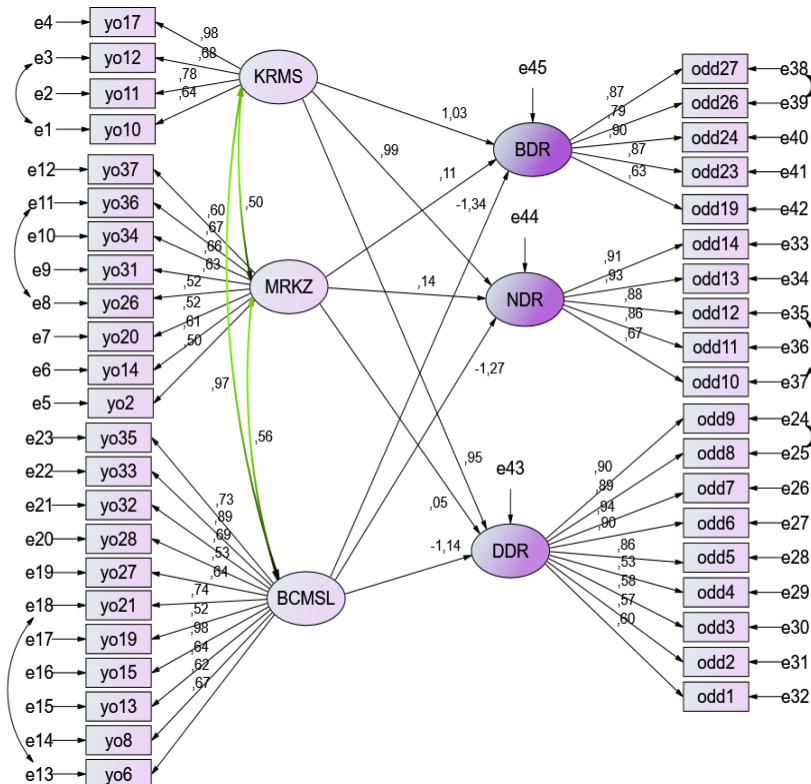 e4
yo17
e3
yo12
e2
yo11
e1
yo10
,98
,68
,78
,64
KRMS
e12
yo37
e11
yo36
e10
yo34
e9
yo31
e8
yo26
e7
yo20
e6
yo14
e5
yo2
,60
,67
,66
,63
,52
,52
,61
,50
MRKZ
e23
yo35
e22
yo33
e21
yo32
e20
yo28
e19
yo27
e18
yo21
e17
yo19
e16
yo15
e15
yo13
e14
yo8
e13
yo6
,73
,89
,69
,53
,64
,74
,52
,98
,64
,62
,67
BCMSL
,50
,97
,56
1,03
,99
,11
-1,34
,14
-1,27
,95
,05
-1,14
e45
BDR
,87
,79
,90
,87
,63
odd27
e38
odd26
e39
odd24
e40
odd23
e41
odd19
e42
e44
NDR
,91
,93
,88
,86
,67
odd14
e33
odd13
e34
odd12
e35
odd11
e36
odd10
e37
e43
DDR
,90
,89
,94
,90
,86
,53
,58
,57
,60
odd9
e24
odd8
e25
odd7
e26
odd6
e27
odd5
e28
odd4
e29
odd3
e30
odd2
e31
odd1
e32